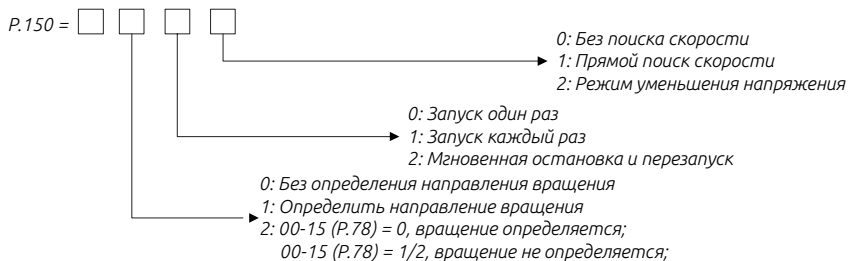 P.150 =
0: Без поиска скорости
1: Прямой поиск скорости
2: Режим уменьшения напряжения
0: Запуск один раз
1: Запуск каждый раз
2: Мгновенная остановка и перезапуск
0: Без определения направления вращения
1: Определить направление вращения
2: 00-15 (P.78) = 0, вращение определяется;
00-15 (P.78) = 1/2, вращение не определяется;